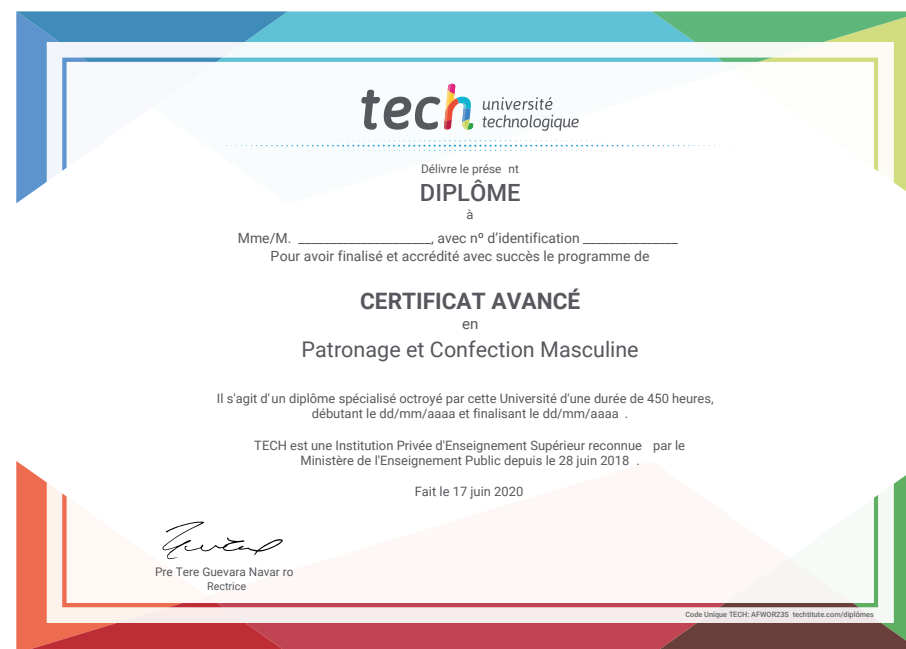 tech université
technologique
Délivre le prése nt
DIPLÔME
à
Mme/M. _____________________, avec nº d’identification _______________
Pour avoir finalisé et accrédité avec succès le programme de
CERTIFICAT AVANCÉ
en
Patronage et Confection Masculine
Il s'agit d'un diplôme spécialisé octroyé par cette Université d'une durée de 450 heures,
débutant le dd/mm/aaaa et finalisant le dd/mm/aaaa .
TECH est une Institution Privée d'Enseignement Supérieur reconnue par le
Ministère de l'Enseignement Public depuis le 28 juin 2018 .
Fait le 17 juin 2020
Pre Tere Guevara Navar ro
Rectrice
Code Unique TECH: AFWOR23S techtitute.com/diplômes